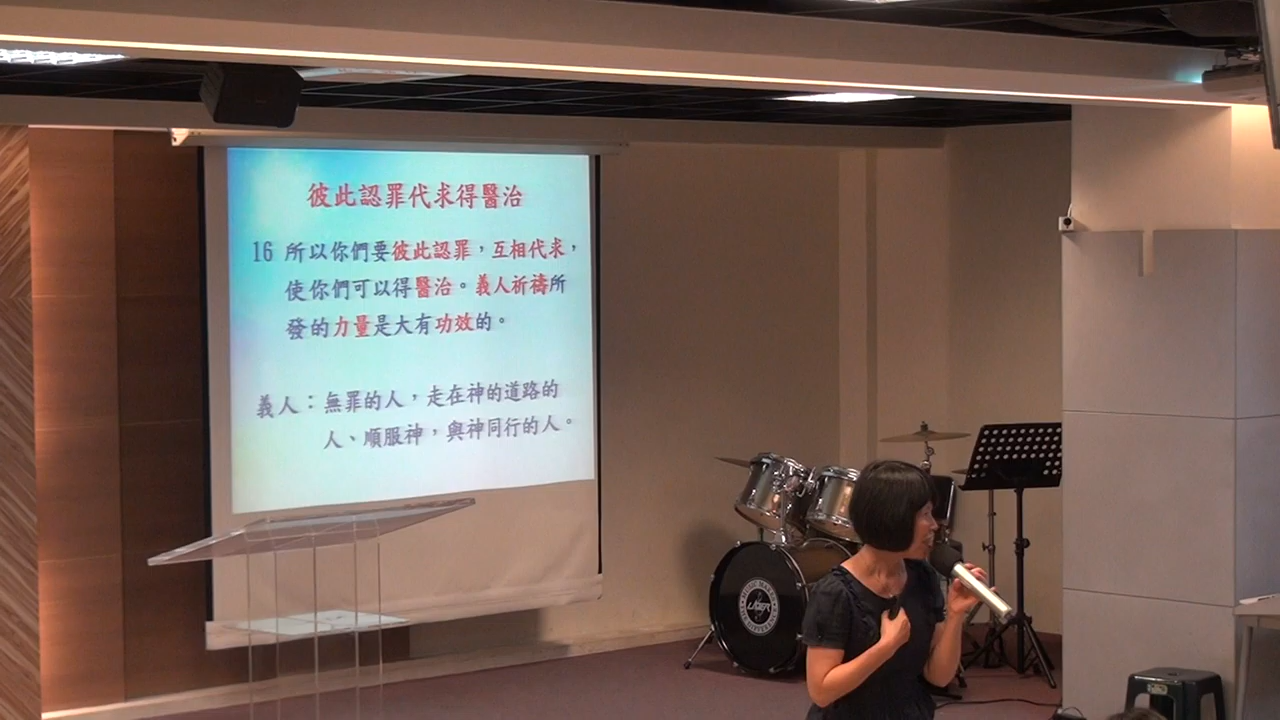 彼此認罪代求得醫治
16 所以你們要彼此認罪，互相代求，
使你們可以得醫治。義人祈禱所
發的力量是大有功效的。
義人：無罪的人，走在神的道路的
人、順服神，與神同行的人。